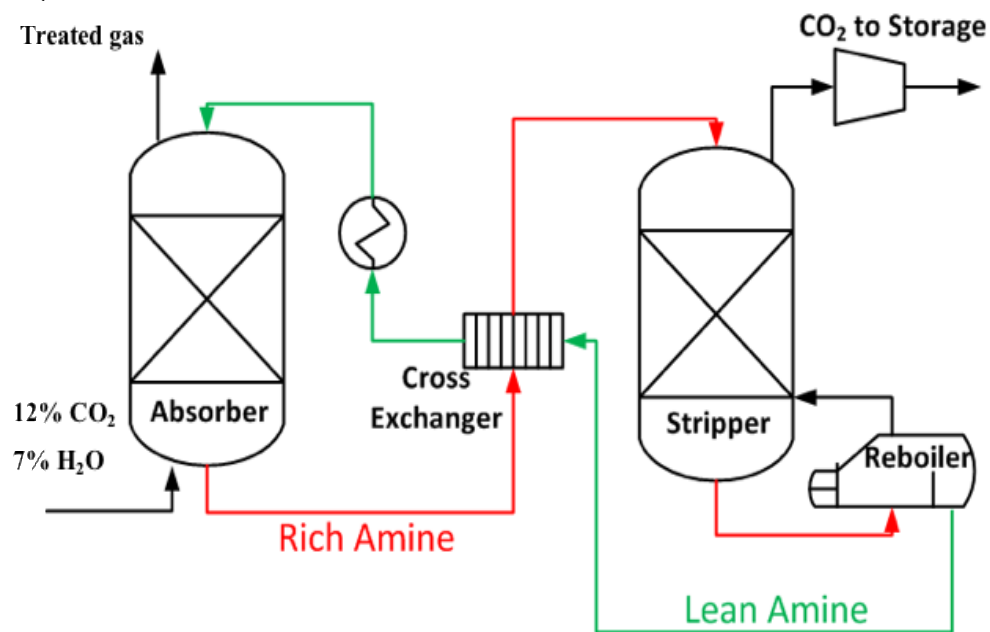 Treated gas
CO₂ to Storage
Cross
Exchanger
12% CO₂
Absorber
7% H₂O
Stripper
Reboiler
Rich Amine
Lean Amine